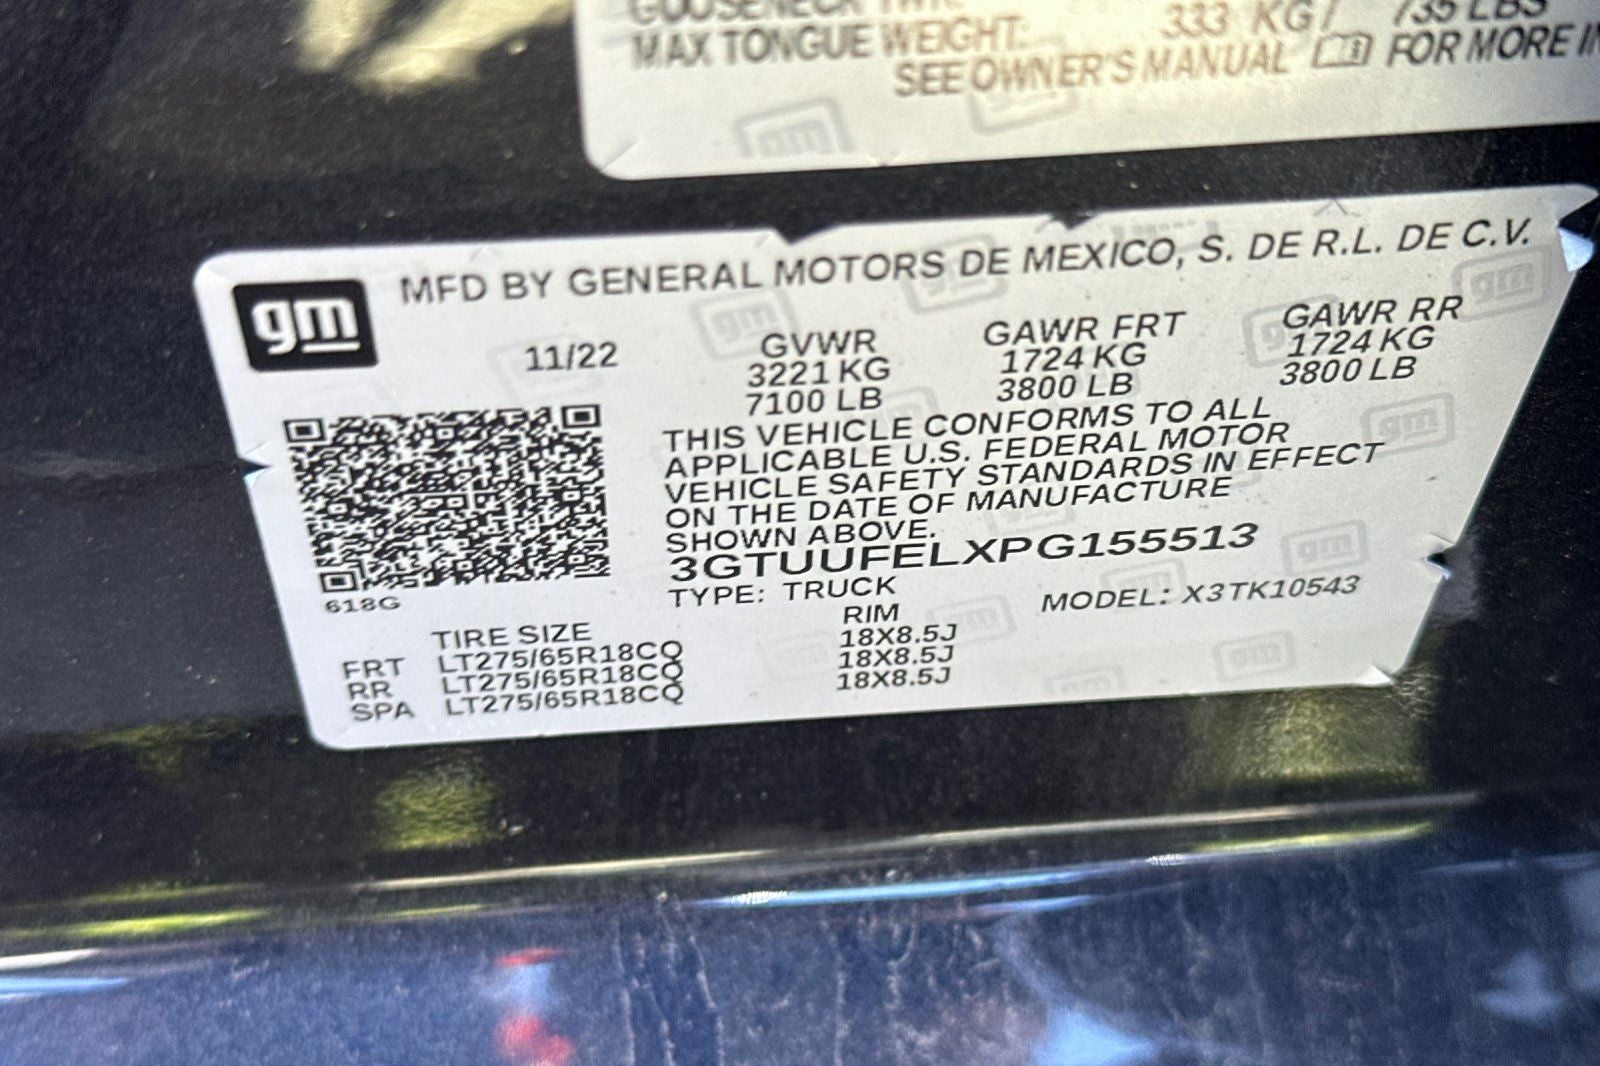 MAX TONGUE WEIGHT: 333 KG/ 735 LBS
SEE OWNER'S MANUAL FOR MORE
gm
MFD BY GENERAL MOTORS DE MEXICO, S. DE R.L. DE C.V.
11/22 GVWR GAWR FRT GAWR RR
3221 KG 1724 KG 1724 KG
7100 LB 3800 LB 3800 LB
THIS VEHICLE CONFORMS TO ALL
APPLICABLE U.S. FEDERAL MOTOR
VEHICLE SAFETY STANDARDS IN EFFECT
ON THE DATE OF MANUFACTURE
SHOWN ABOVE.
3GTUUFELXPG155513
618G
TYPE: TRUCK MODEL: X3TK10543
TIRE SIZE RIM
FRT LT275/65R18CQ 18X8.5J
RR LT275/65R18CQ 18X8.5J
SPA LT275/65R18CQ 18X8.5J